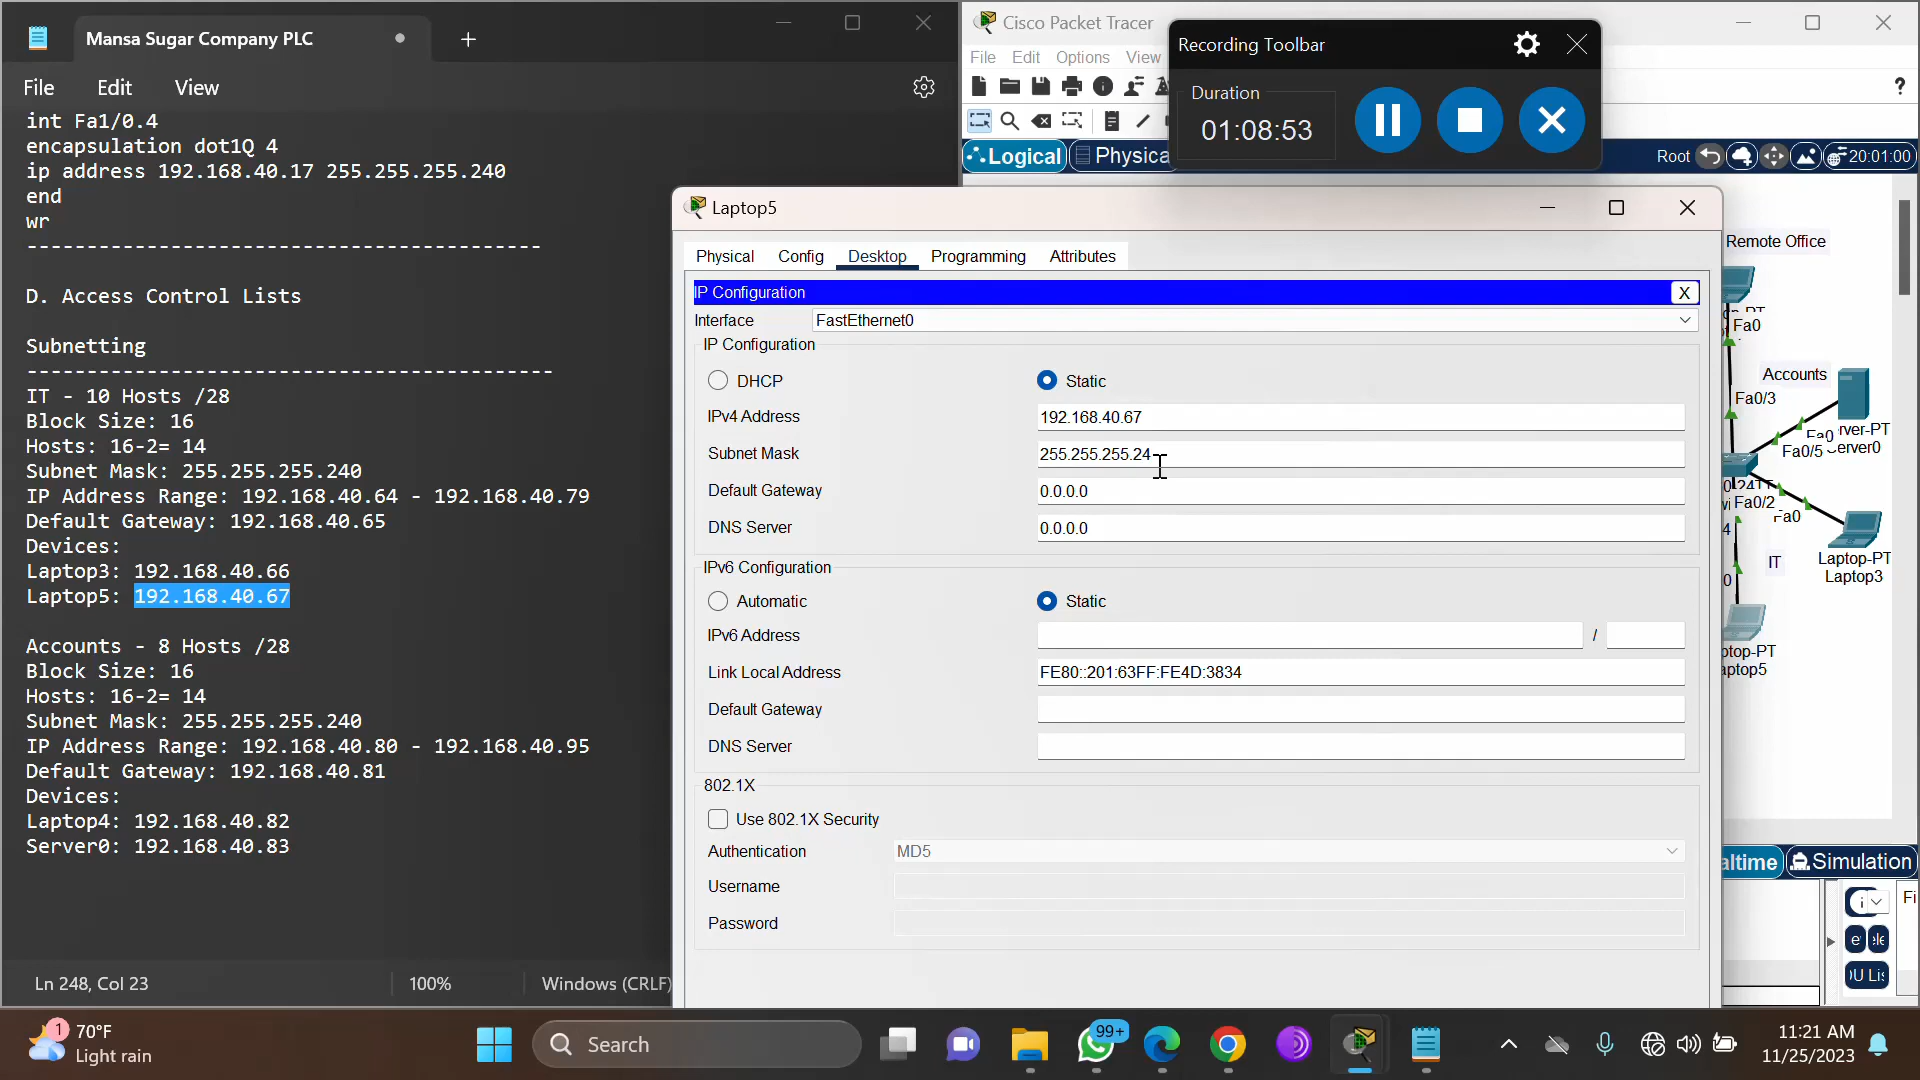 Mansa Sugar Company PLC
File Edit View
int Fa1/0.4
encapsulation dot1Q 4
ip address 192.168.40.17 255.255.255.240
end
wr
-------------------------------------------
D. Access Control Lists
Subnetting
--------------------------------------------
IT - 10 Hosts /28
Block Size: 16
Hosts: 16-2= 14
Subnet Mask: 255.255.255.240
IP Address Range: 192.168.40.64 - 192.168.40.79
Default Gateway: 192.168.40.65
Devices:
Laptop3: 192.168.40.66
Laptop5: 192.168.40.67
Accounts - 8 Hosts /28
Block Size: 16
Hosts: 16-2= 14
Subnet Mask: 255.255.255.240
IP Address Range: 192.168.40.80 - 192.168.40.95
Default Gateway: 192.168.40.81
Devices:
Laptop4: 192.168.40.82
Server0: 192.168.40.83
Ln 248, Col 23 100% Windows (CRLF)
Cisco Packet Tracer
File Edit Options View
Recording Toolbar
Duration
01:08:53
Logical Physica
Root 20:01:00
Laptop5
Physical Config Desktop Programming Attributes
IP Configuration X
Interface FastEthernet0
IP Configuration
DHCP Static
IPv4 Address 192.168.40.67
Subnet Mask 255.255.255.24
Default Gateway 0.0.0.0
DNS Server 0.0.0.0
IPv6 Configuration
Automatic Static
IPv6 Address /
Link Local Address FE80::201:63FF:FE4D:3834
Default Gateway
DNS Server
802.1X
Use 802.1X Security
Authentication MD5
Username
Password
Remote Office
Fa0
Accounts
Fa0/3
Fa0 rver-PT
Fa0/5 erver0
Fa0/2
Fa0
IT
Laptop-PT
Laptop3
ptop-PT
aptop5
altime Simulation
Fi
70°F
Light rain
1
Search
99+
11:21 AM
11/25/2023